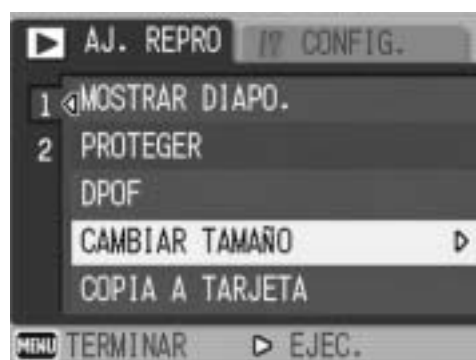 AJ. REPRO CONFIG.
1 MOSTRAR DIAPO.
2 PROTEGER
DPOF
CAMBIAR TAMAÑO
COPIA A TARJETA
MENU TERMINAR EJEC.